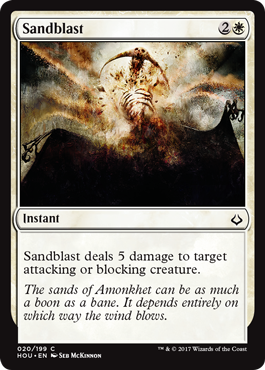 Sandblast 2
Instant
Sandblast deals 5 damage to target
attacking or blocking creature.
The sands of Amonkhet can be as much
a boon as a bane. It depends entirely on
which way the wind blows.
020/199 C
HOU • EN Seb McKinnon
™ & © 2017 Wizards of the Coast